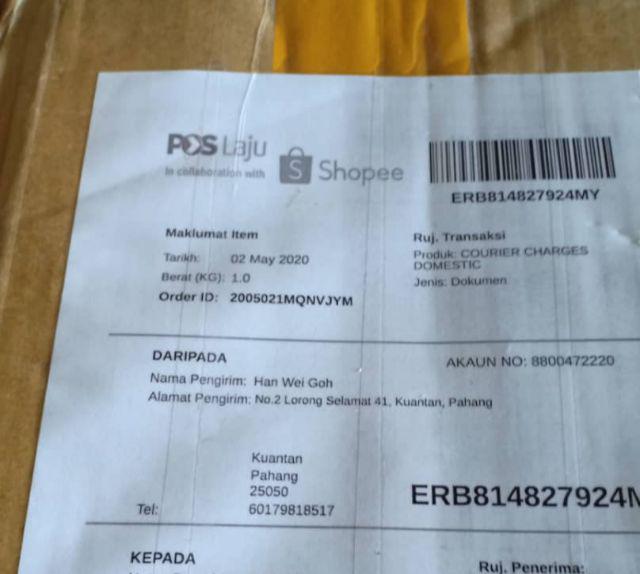 POS Laju
In collaboration with
S Shopee
ERB814827924MY
Maklumat Item
Tarikh: 02 May 2020
Berat (KG): 1.0
Order ID: 2005021MQNVJYM
Ruj. Transaksi
Produk: COURIER CHARGES
DOMESTIC
Jenis: Dokumen
DARIPADA
AKAUN NO: 8800472220
Nama Pengirim: Han Wei Goh
Alamat Pengirim: No.2 Lorong Selamat 41, Kuantan, Pahang
Kuantan
Pahang
25050
Tel: 60179818517
ERB814827924M
KEPADA
Ruj. Penerima: